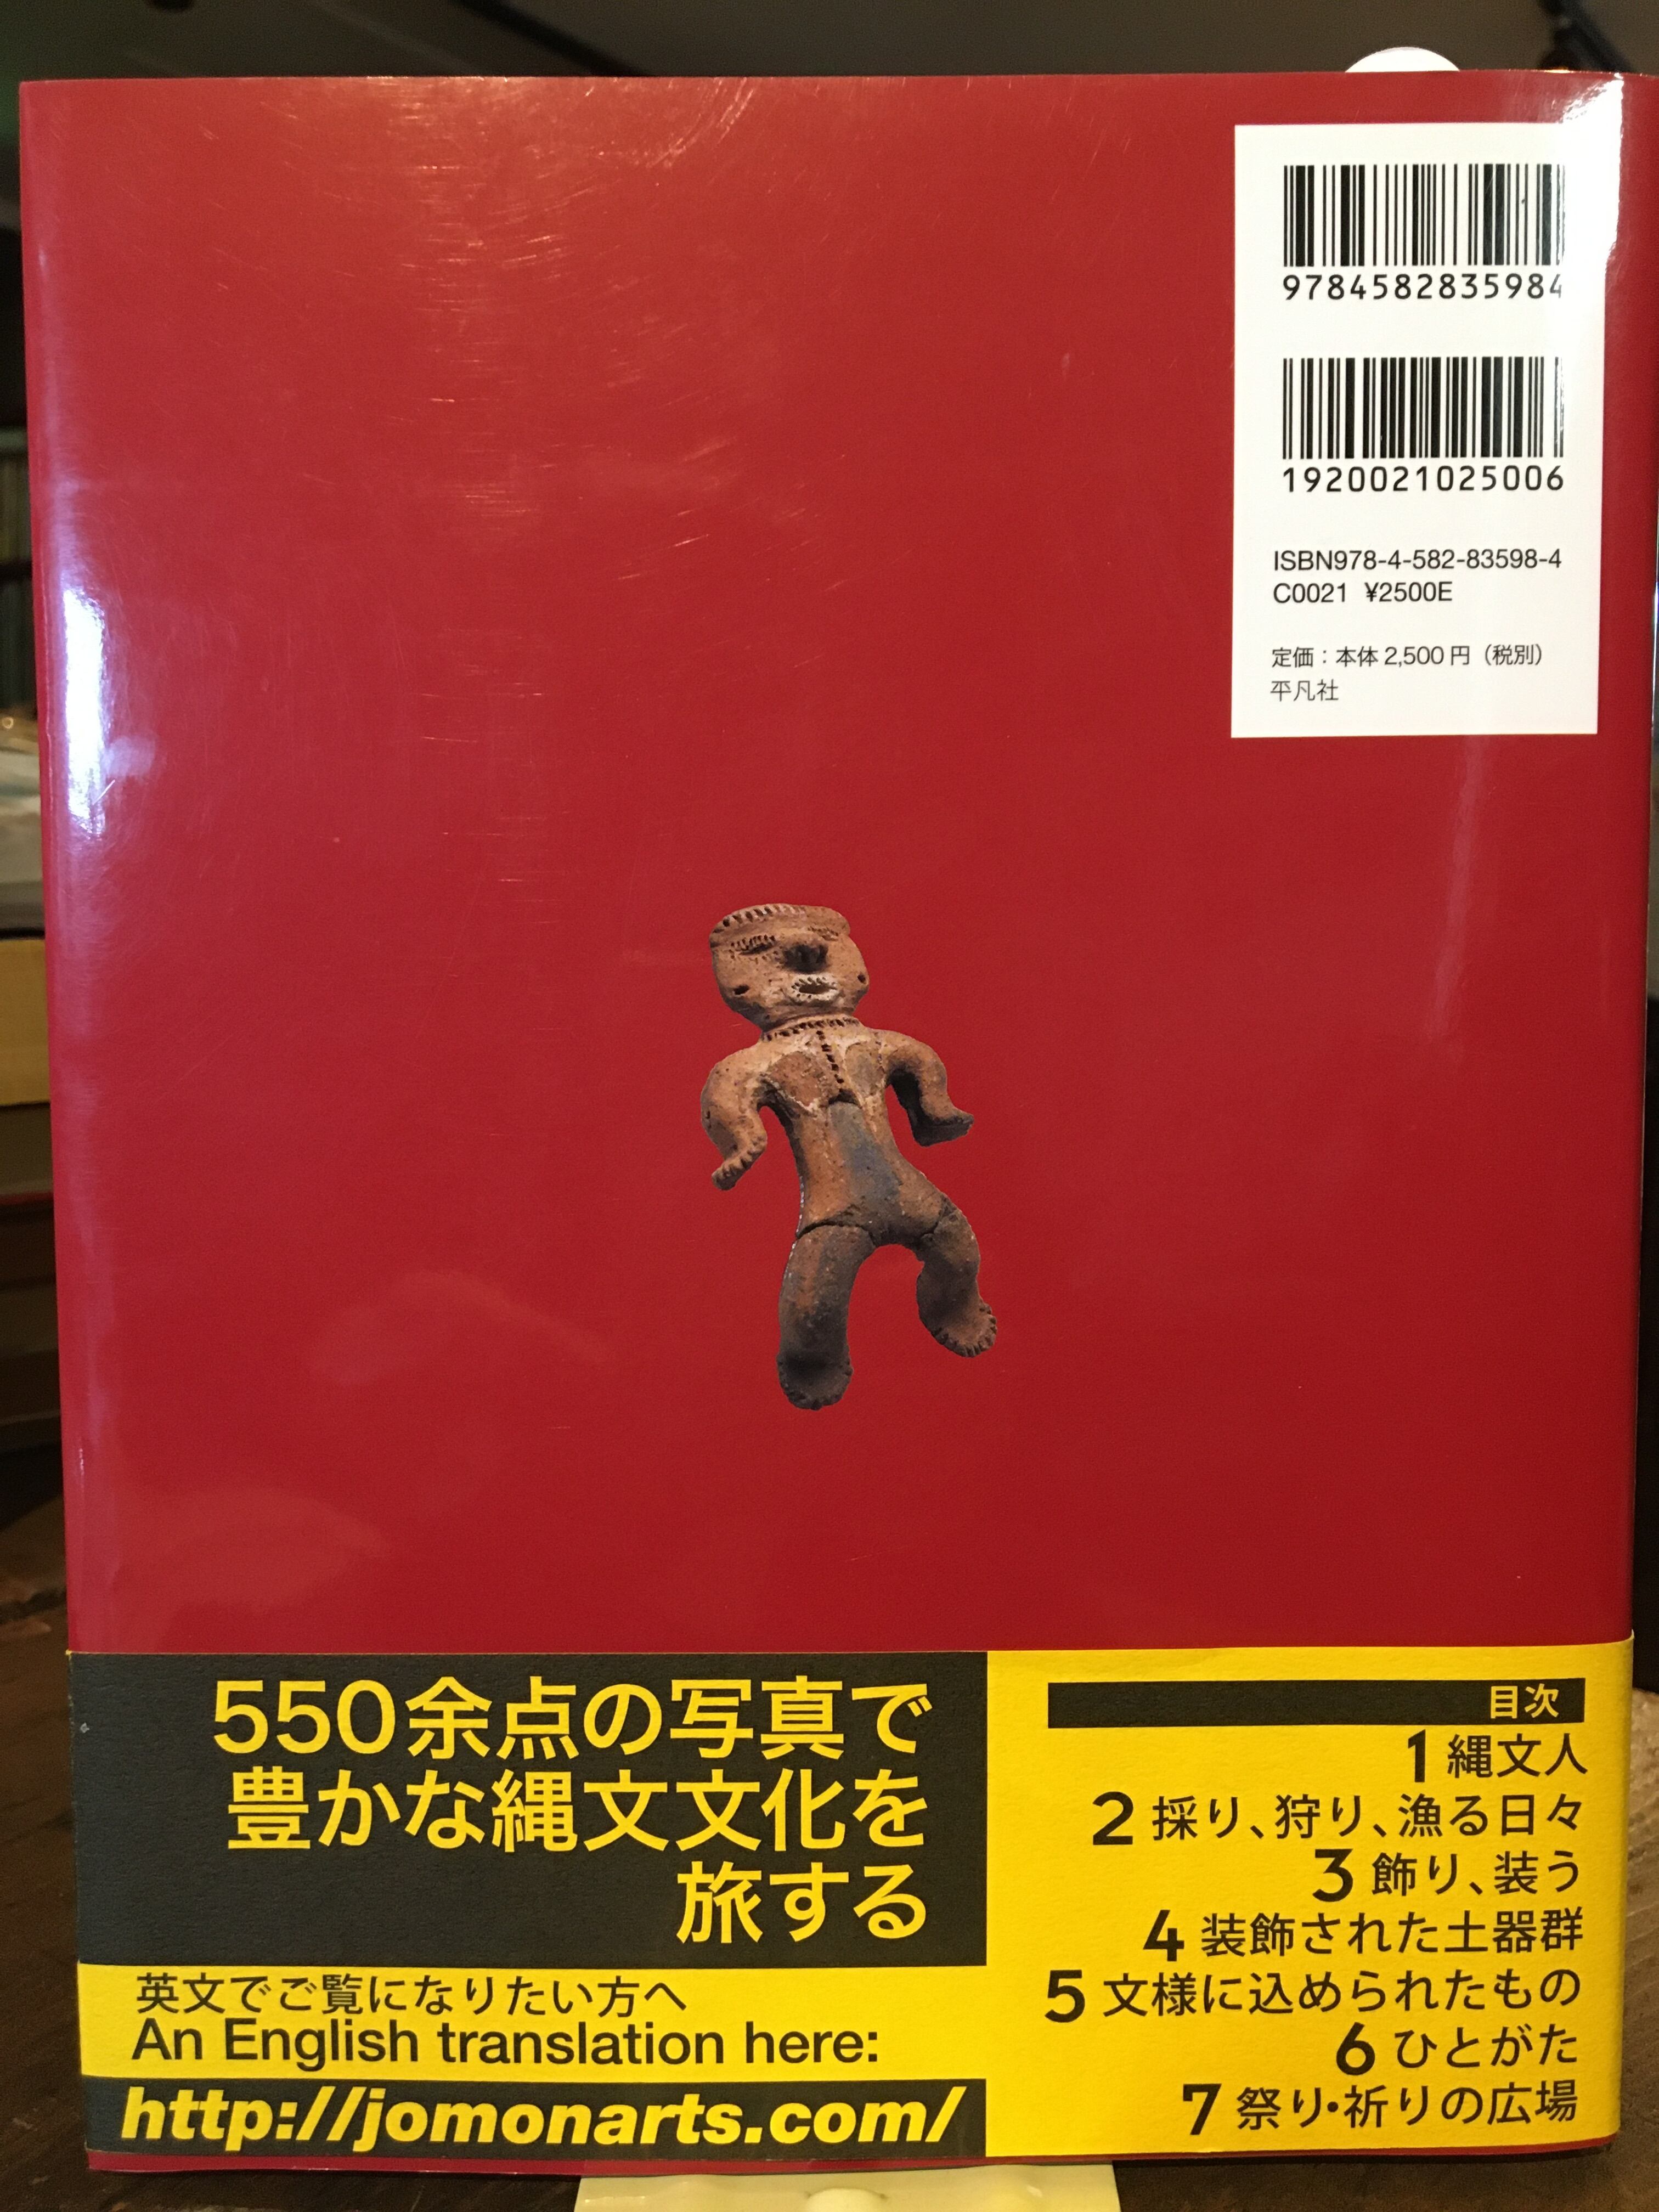 9784582835984
1920021025006
ISBN978-4-582-83598-4
C0021 ¥2500E
定価：本体2,500円（税別）
平凡社
550余点の写真で
豊かな縄文文化を
旅する
英文でご覧になりたい方へ
An English translation here:
http://jomonarts.com/
目次
1 縄文人
2 採り、狩り、漁る日々
3 飾り、装う
4 装飾された土器群
5 文様に込められたもの
6 ひとがた
7 祭り・祈りの広場